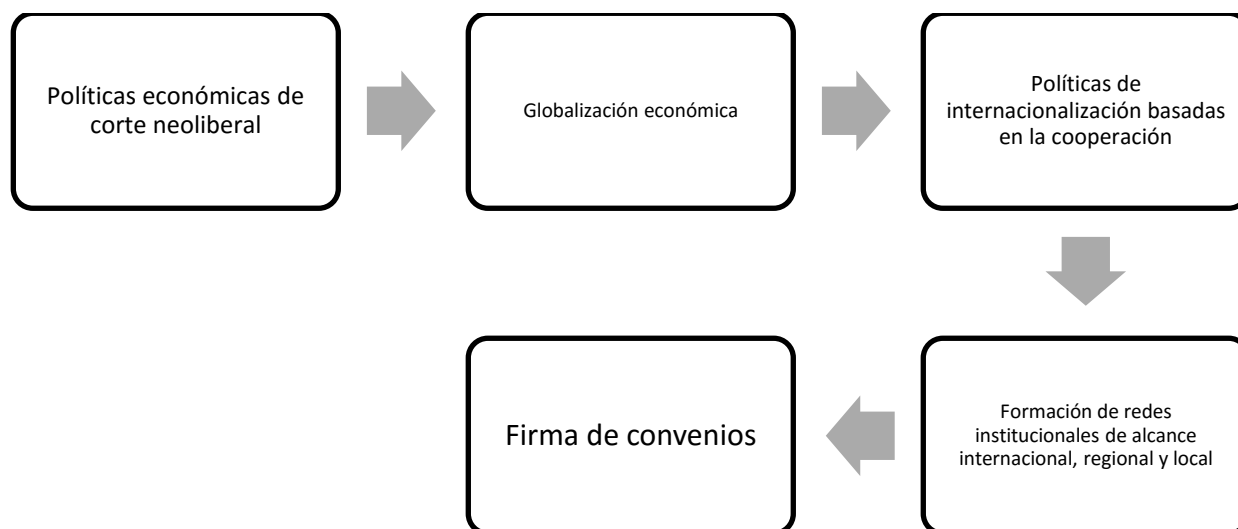 Políticas económicas de
corte neoliberal
Globalización económica
Políticas de
internacionalización basadas
en la cooperación
Formación de redes
institucionales de alcance
internacional, regional y local
Firma de convenios